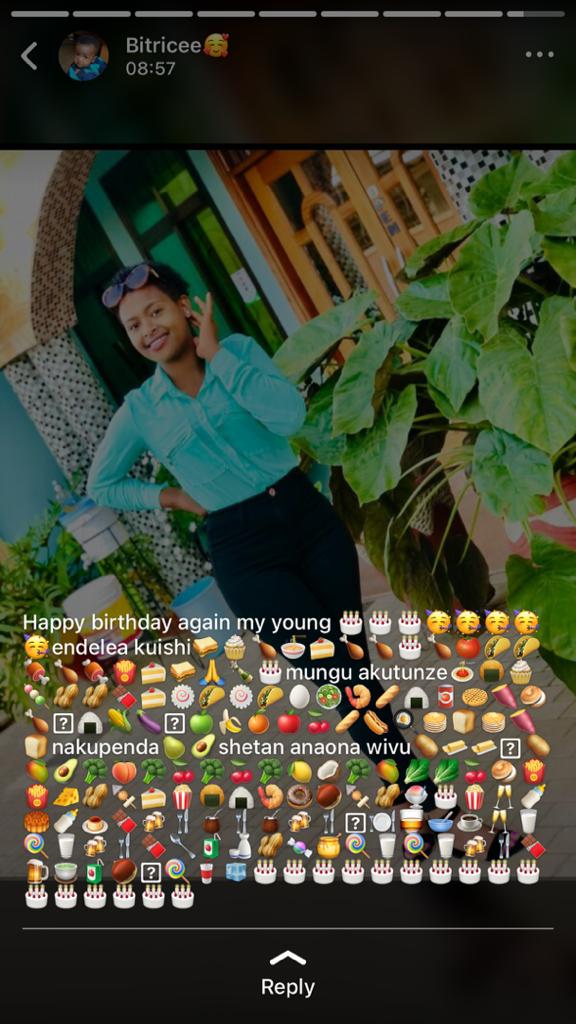 Bitricee🥰
08:57
Happy birthday again my young 🎂🎂🎂🥳🥳🥳🥳
🥳endelea kuishi
mungu akutunze
nakupenda
shetan anaona wivu
Reply